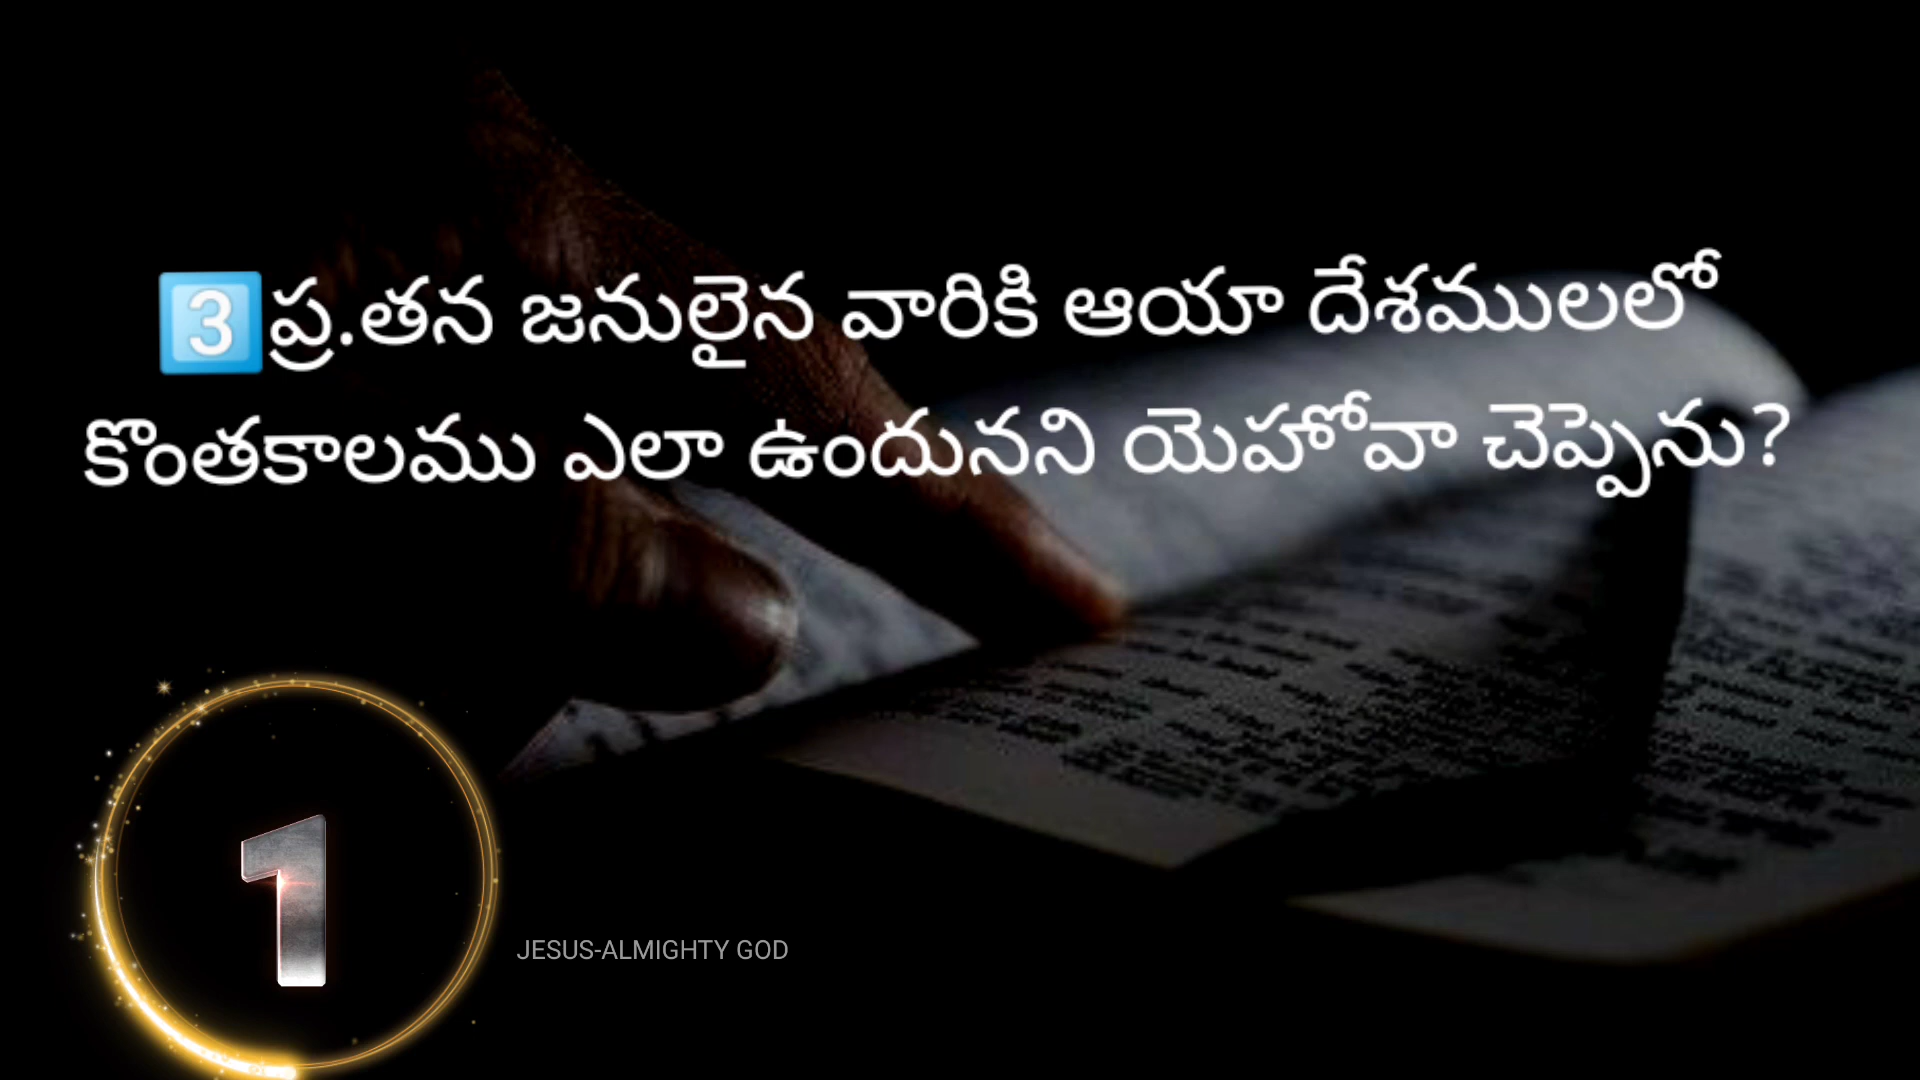 3️⃣ప్ర.తన జనులైన వారికి ఆయా దేశములలో
కొంతకాలము ఎలా ఉందునని యెహోవా చెప్పెను?
1
JESUS-ALMIGHTY GOD